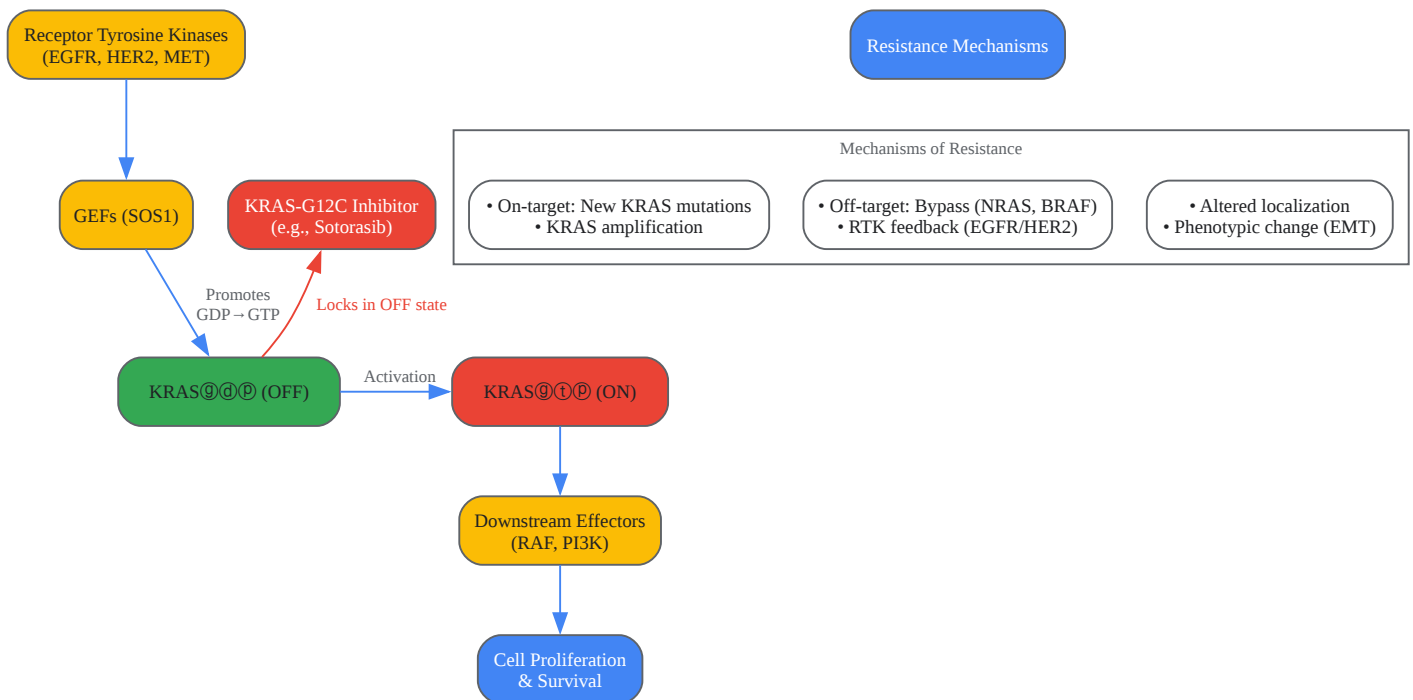 Receptor Tyrosine Kinases
(EGFR, HER2, MET)
Resistance Mechanisms
Mechanisms of Resistance
GEFs (SOS1)
KRAS-G12C Inhibitor
(e.g., Sotorasib)
• On-target: New KRAS mutations
• KRAS amplification
• Off-target: Bypass (NRAS, BRAF)
• RTK feedback (EGFR/HER2)
• Altered localization
• Phenotypic change (EMT)
Promotes
GDP→GTP
Locks in OFF state
KRASⓖⓓⓟ (OFF)
Activation
KRASⓖⓣⓟ (ON)
Downstream Effectors
(RAF, PI3K)
Cell Proliferation
& Survival